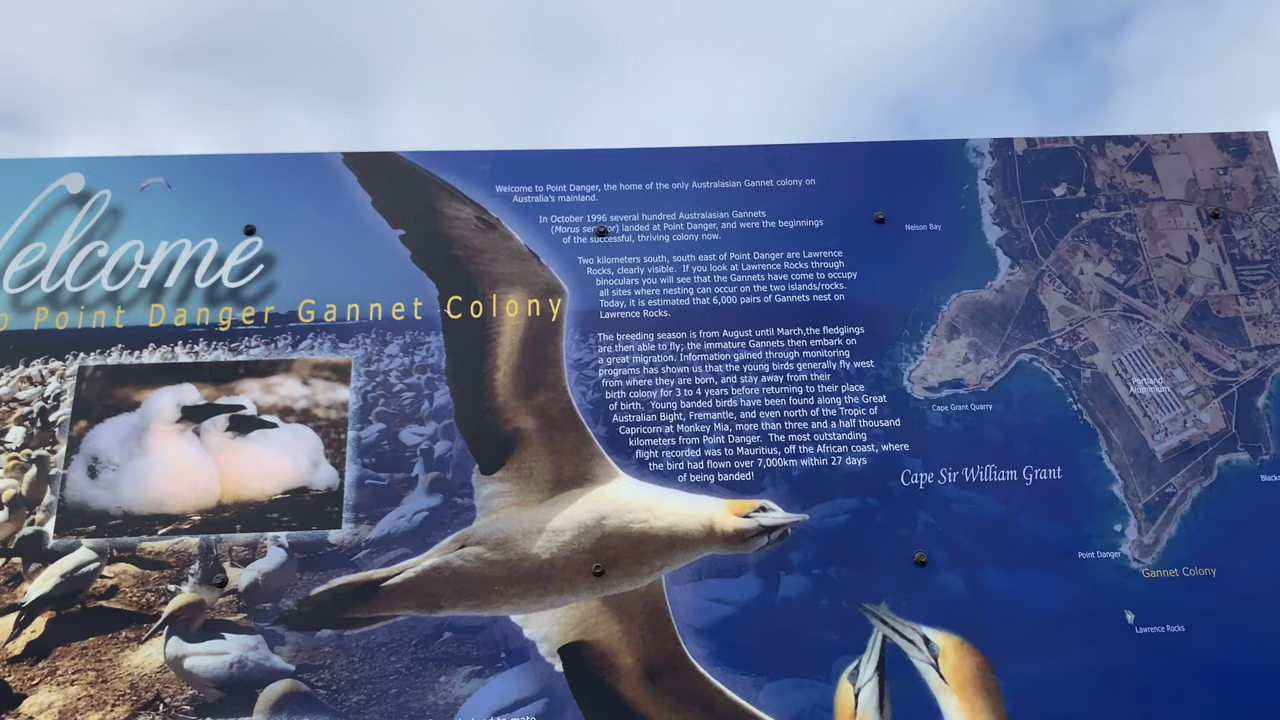 Welcome
Point Danger Gannet Colony
Welcome to Point Danger, the home of the only Australasian Gannet colony on
Australia's mainland.
In October 1996 several hundred Australasian Gannets
(Morus ser or) landed at Point Danger, and were the beginnings
of the successful, thriving colony now.
Two kilometers south, south east of Point Danger are Lawrence
Rocks, clearly visible. If you look at Lawrence Rocks through
binoculars you will see that the Gannets have come to occupy
all sites where nesting can occur on the two islands/rocks.
Today, it is estimated that 6,000 pairs of Gannets nest on
Lawrence Rocks.
The breeding season is from August until March,the fledglings
are then able to fly; the immature Gannets then embark on
a great migration. Information gained through monitoring
programs has shown us that the young birds generally fly west
from where they are born, and stay away from their
birth colony for 3 to 4 years before returning to their place
of birth. Young banded birds have been found along the Great
Australian Bight, Fremantle, and even north of the Tropic of
Capricorn at Monkey Mia, more than three and a half thousand
kilometers from Point Danger. The most outstanding
flight recorded was to Mauritius, off the African coast, where
the bird had flown over 7,000km within 27 days
of being banded!
Nelson Bay
Portland
Aluminium
Cape Grant Quarry
Cape Sir William Grant
Point Danger
Gannet Colony
Lawrence Rocks
to mate